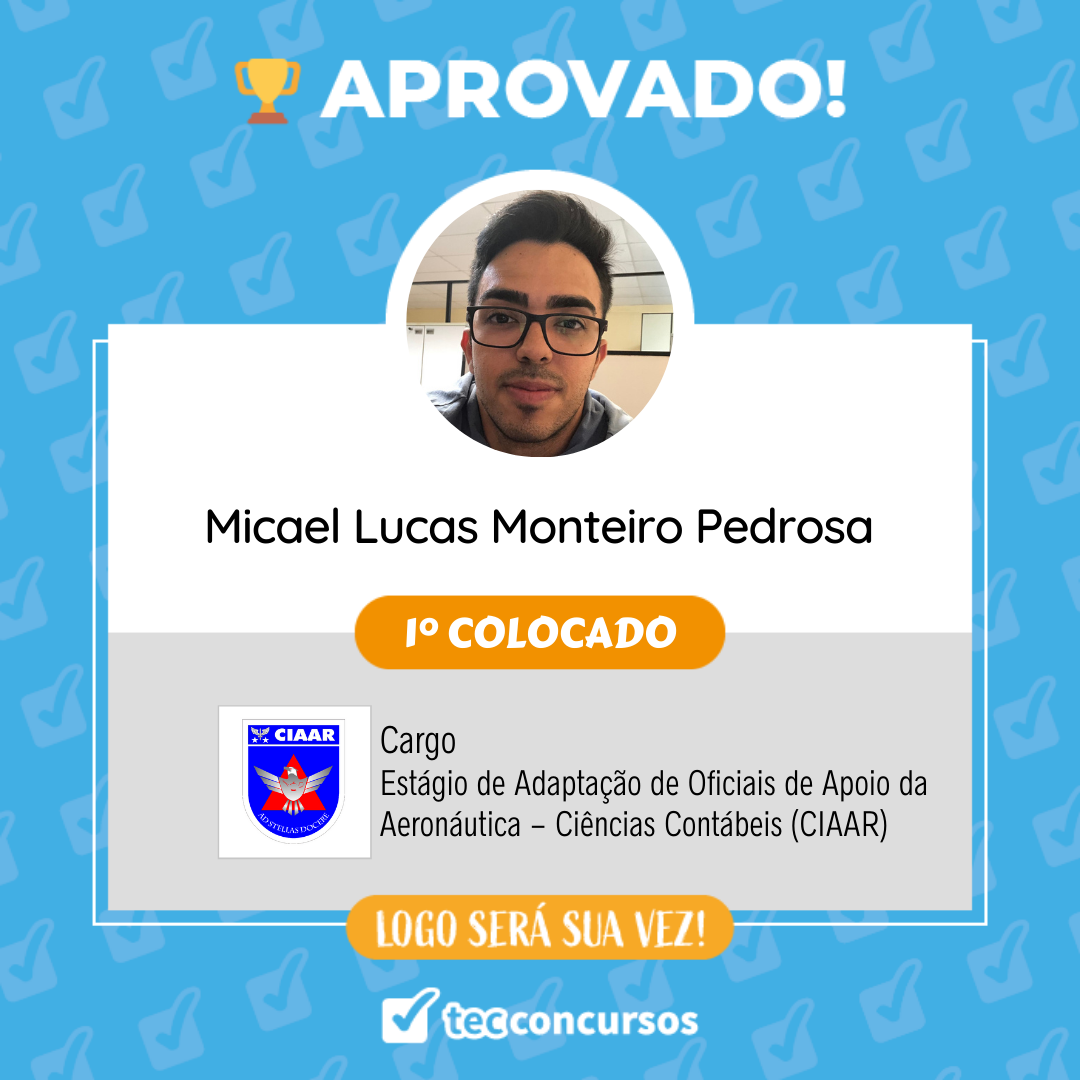 APROVADO!
Micael Lucas Monteiro Pedrosa
1º COLOCADO
CIAAR
AD STELLAS DOCERE
Cargo
Estágio de Adaptação de Oficiais de Apoio da
Aeronáutica – Ciências Contábeis (CIAAR)
LOGO SERÁ SUA VEZ!
tecconcursos